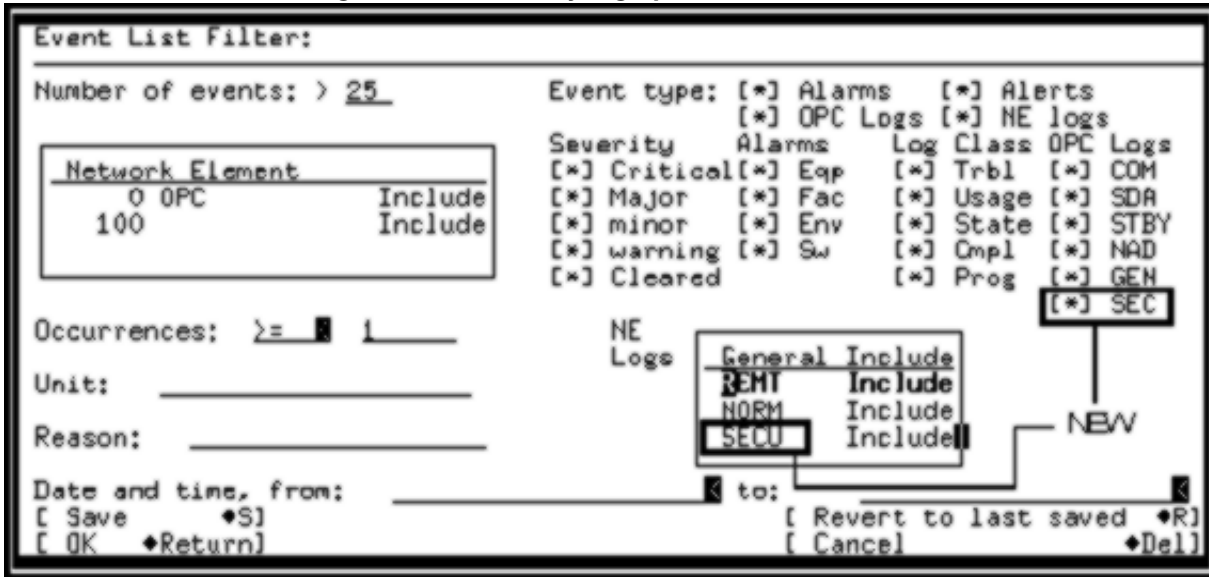 Event List Filter:
Number of events: > 25
Event type: [*] Alarms [*] Alerts
[*] OPC Logs [*] NE logs
Severity Alarms Log Class OPC Logs
[*] Critical [*] Eqp [*] Trbl [*] COM
[*] Major [*] Fac [*] Usage [*] SDA
[*] minor [*] Env [*] State [*] STBY
[*] warning [*] Sw [*] Cmpl [*] NAD
[*] Cleared [*] Prog [*] GEN
[*] SEC
Network Element
0 OPC Include
100 Include
Occurrences: >= 1
NE
Logs
General Include
REMT Include
NORM Include
SECU Include
NEW
Unit:
Reason:
Date and time, from: < to: <
[ Save ♦S] [ Revert to last saved ♦R]
[ OK ♦Return] [ Cancel ♦Del]